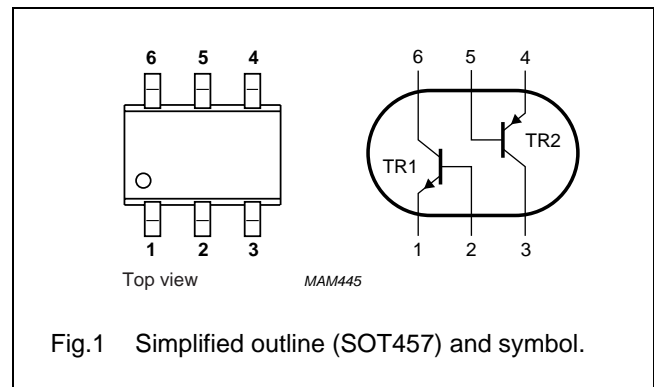 6 5 4
6 5 4
TR1
TR2
1 2 3
1 2 3
Top view
MAM445
Fig.1 Simplified outline (SOT457) and symbol.